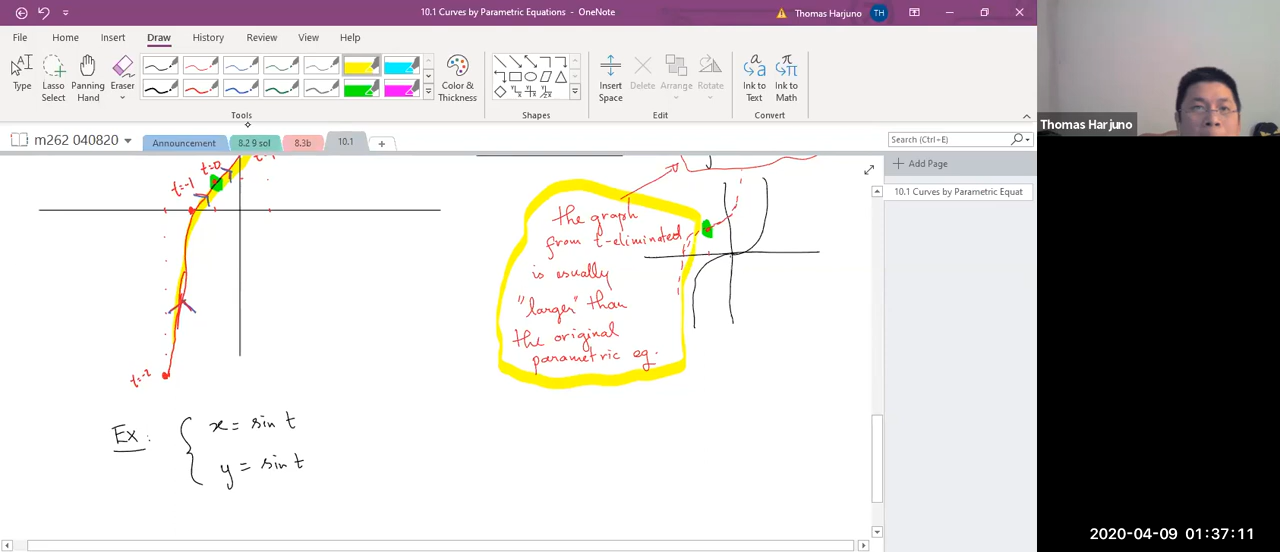 10.1 Curves by Parametric Equations - OneNote
Thomas Harjuno
TH
File
Home
Insert
Draw
History
Review
View
Help
Type
Lasso Select
Panning Hand
Eraser
Color & Thickness
Insert Space
Delete
Arrange
Rotate
Ink to Text
Ink to Math
Tools
Shapes
Edit
Convert
Thomas Harjuno
m262 040820
Announcement
8.2 9 sol
8.3b
10.1
Search (Ctrl+E)
Add Page
10.1 Curves by Parametric Equat
t=0
t=-1
the graph
from t-eliminated
is usually
"larger" than
the original
parametric eq.
t=-2
Ex:
x = sin t
y = sin t
2020-04-09 01:37:11